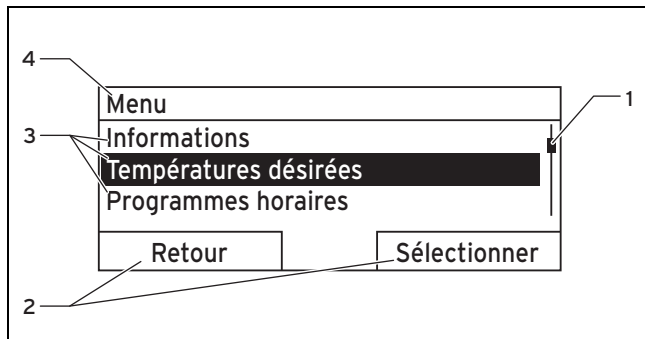 4
Menu
1
3
Informations
Températures désirées
Programmes horaires
Retour
Sélectionner
2